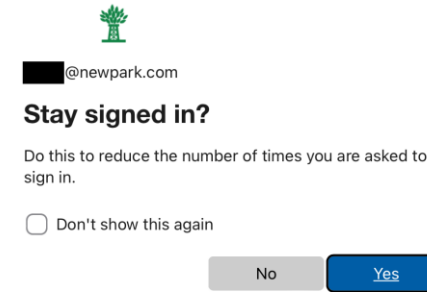 @newpark.com
Stay signed in?
Do this to reduce the number of times you are asked to
sign in.
Don't show this again
No
Yes